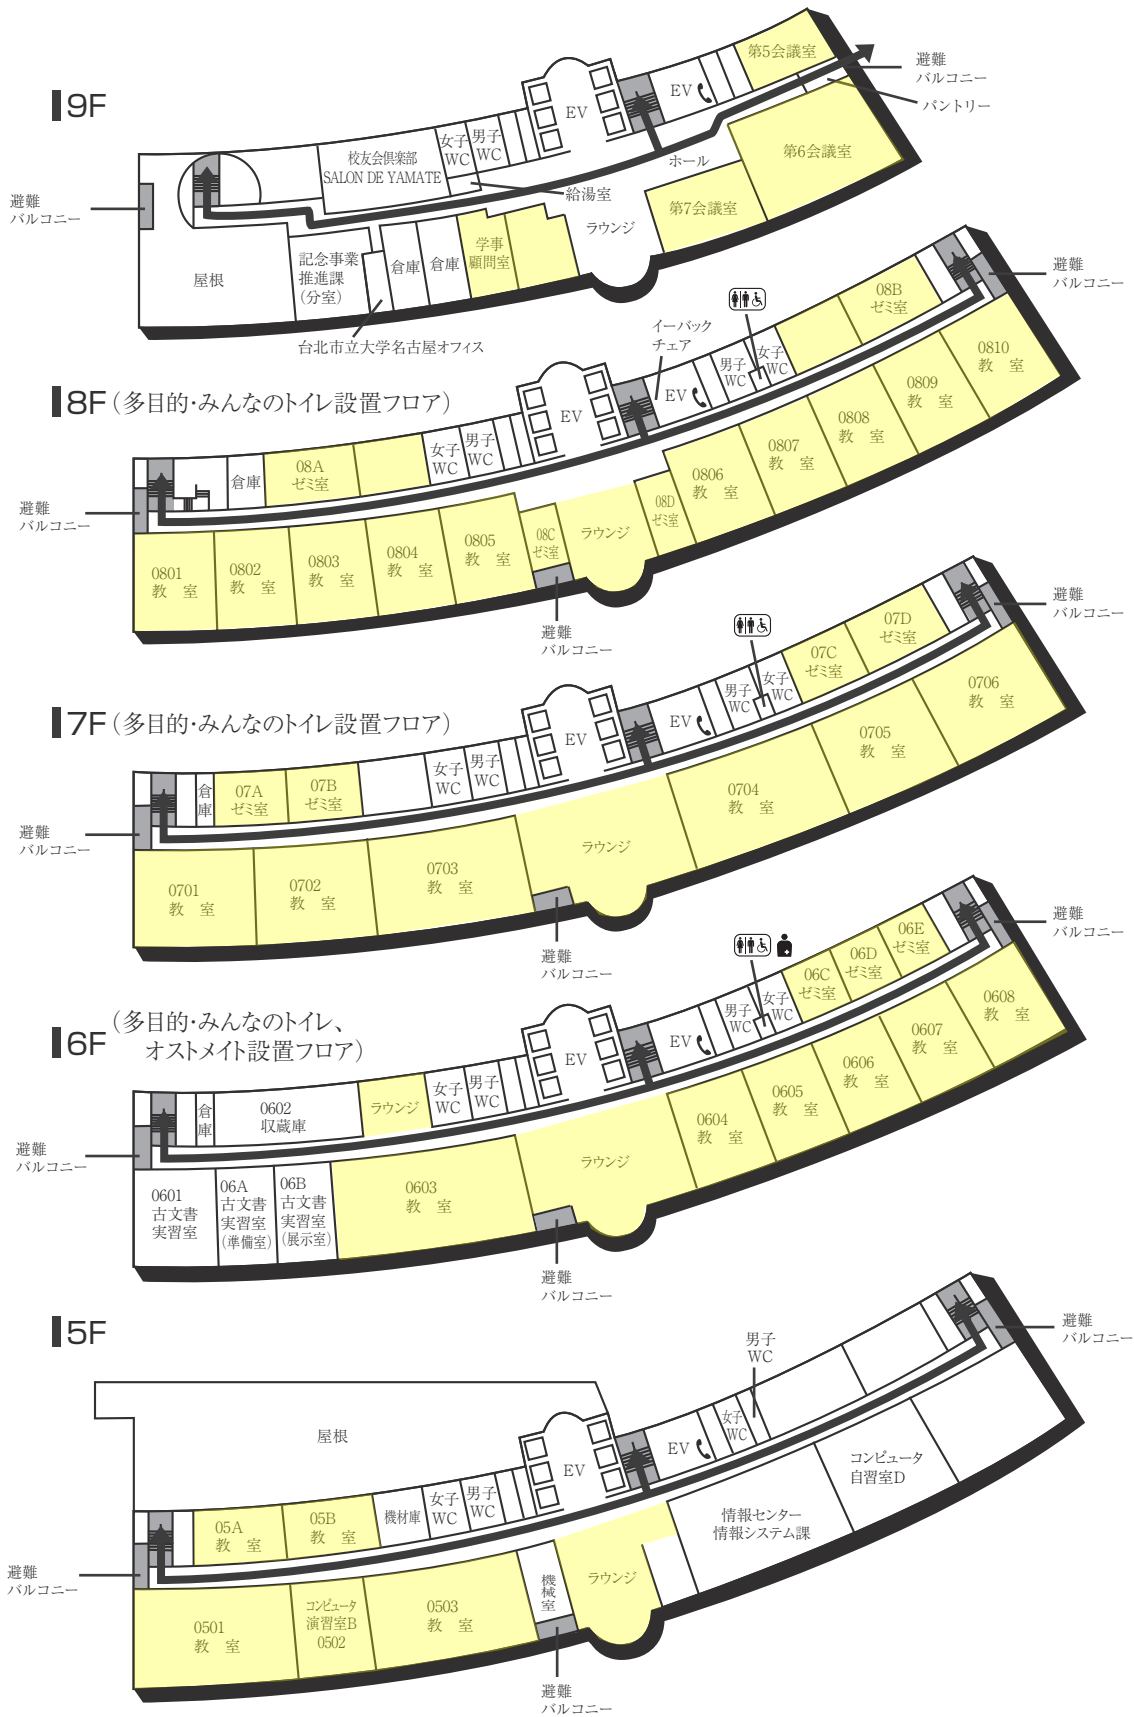 9F
第5会議室
避難
バルコニー
パントリー
EV
EV
第6会議室
ホール
第7会議室
ラウンジ
女子
WC
男子
WC
校友会倶楽部
SALON DE YAMATE
給湯室
避難
バルコニー
屋根
記念事業
推進課
（分室）
倉庫
倉庫
学事
顧問室
台北市立大学名古屋オフィス
8F（多目的・みんなのトイレ設置フロア）
避難
バルコニー
08B
ゼミ室
イーバック
チェア
男子
WC
女子
WC
EV
EV
女子
WC
男子
WC
08A
ゼミ室
倉庫
避難
バルコニー
0801
教　室
0802
教　室
0803
教　室
0804
教　室
0805
教　室
08C
ゼミ室
ラウンジ
08D
ゼミ室
0806
教　室
0807
教　室
0808
教　室
0809
教　室
0810
教　室
避難
バルコニー
7F（多目的・みんなのトイレ設置フロア）
避難
バルコニー
07D
ゼミ室
07C
ゼミ室
女子
WC
男子
WC
EV
EV
女子
WC
男子
WC
07B
ゼミ室
07A
ゼミ室
倉
庫
避難
バルコニー
0701
教　室
0702
教　室
0703
教　室
ラウンジ
0704
教　室
0705
教　室
0706
教　室
避難
バルコニー
6F
（多目的・みんなのトイレ、
オストメイト設置フロア）
避難
バルコニー
06E
ゼミ室
06D
ゼミ室
06C
ゼミ室
女子
WC
男子
WC
EV
EV
女子
WC
男子
WC
ラウンジ
0602
収蔵庫
倉
庫
避難
バルコニー
0601
古文書
実習室
06A
古文書
実習室
（準備室）
06B
古文書
実習室
（展示室）
0603
教　室
ラウンジ
0604
教　室
0605
教　室
0606
教　室
0607
教　室
0608
教　室
避難
バルコニー
5F
避難
バルコニー
男子
WC
女子
WC
屋根
EV
EV
女子
WC
男子
WC
機材庫
05B
教　室
05A
教　室
避難
バルコニー
0501
教　室
コンピュータ
演習室B
0502
0503
教　室
機
械
室
ラウンジ
情報センター
情報システム課
コンピュータ
自習室D
避難
バルコニー